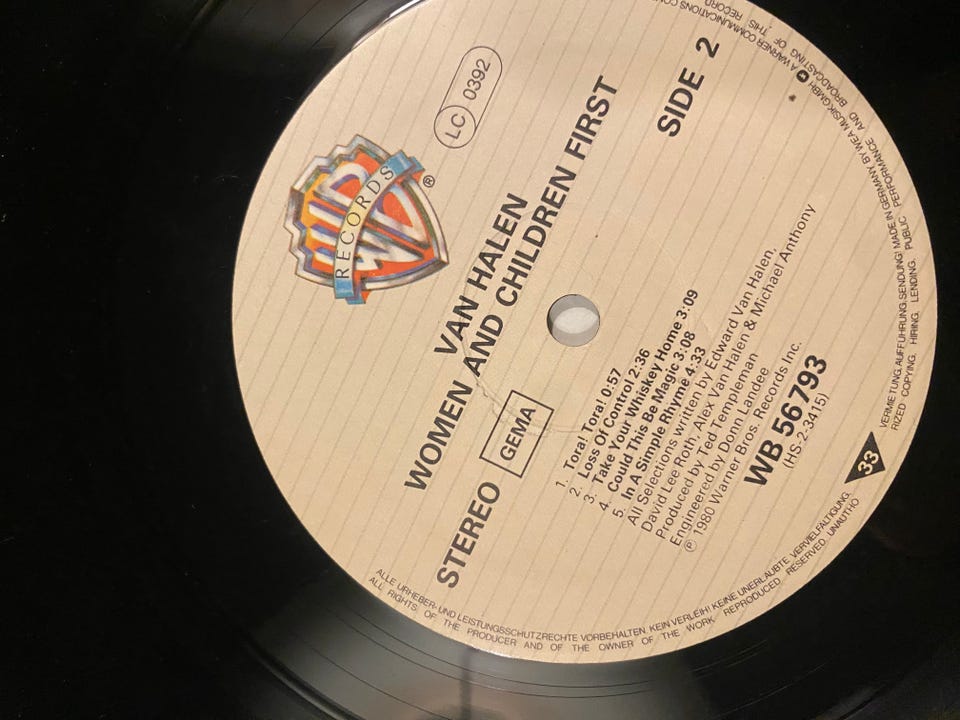 RECORDS
®
LC 0392
VAN HALEN
WOMEN AND CHILDREN FIRST
SIDE 2
STEREO
GEMA
1. Tora! Tora! 0:57
2. Loss Of Control 2:36
3. Take Your Whiskey Home 3:09
4. Could This Be Magic 3:08
5. In A Simple Rhyme 4:33
All Selections written by Edward Van Halen,
David Lee Roth, Alex Van Halen & Michael Anthony
Produced by Ted Templeman
Engineered by Donn Landee
℗ 1980 Warner Bros. Records Inc.
WB 56 793
(HS-2-3415)
33
ALLE URHEBER- UND LEISTUNGSSCHUTZRECHTE VORBEHALTEN. KEIN VERLEIH! KEINE UNERLAUBTE VERVIELFÄLTIGUNG,
VERMIETUNG, AUFFÜHRUNG, SENDUNG! MADE IN GERMANY BY WEA MUSIK GMBH A WARNER COMMUNICATIONS
ALL RIGHTS OF THE PRODUCER AND OF THE OWNER OF THE WORK REPRODUCED RESERVED. UNAUTHO
RIZED COPYING, HIRING, LENDING, PUBLIC PERFORMANCE AND BROADCASTING OF THIS RECORD